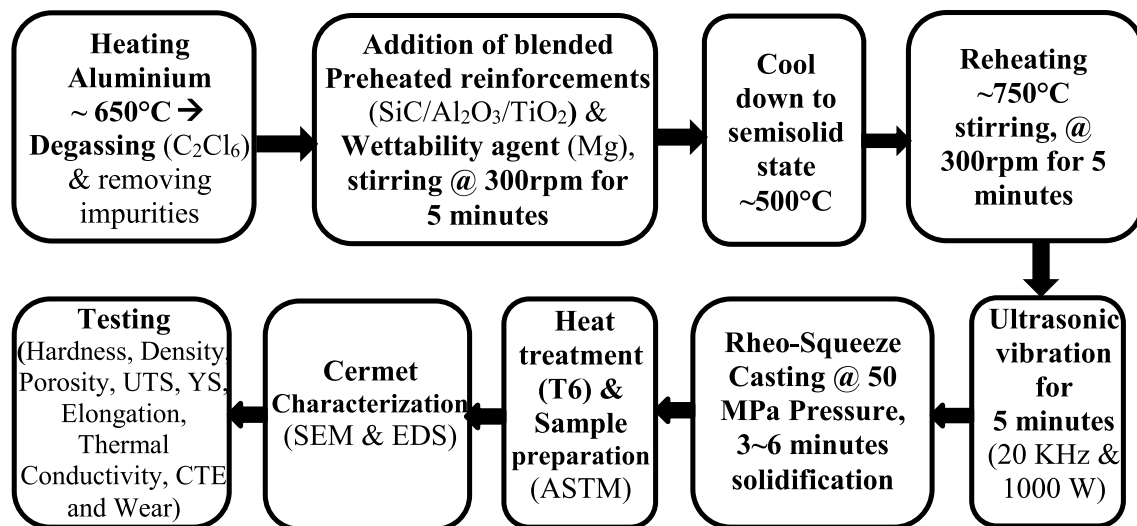 Heating
Aluminium
~ 650°C →
Degassing (C₂Cl₆)
& removing
impurities
Addition of blended
Preheated reinforcements
(SiC/Al₂O₃/TiO₂) &
Wettability agent (Mg),
stirring @ 300rpm for
5 minutes
Cool
down to
semisolid
state
~500°C
Reheating
~750°C
stirring, @
300rpm for 5
minutes
Ultrasonic
vibration
for
5 minutes
(20 KHz &
1000 W)
Rheo-Squeeze
Casting @ 50
MPa Pressure,
3~6 minutes
solidification
Heat
treatment
(T6) &
Sample
preparation
(ASTM)
Cermet
Characterization
(SEM & EDS)
Testing
(Hardness, Density,
Porosity, UTS, YS,
Elongation,
Thermal
Conductivity, CTE
and Wear)